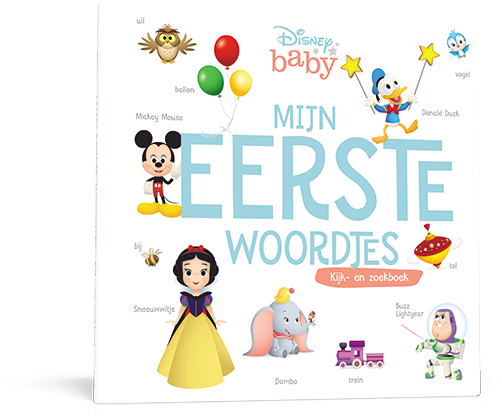 uil
Disney
baby
vogel
ballon
Mickey Mouse
Donald Duck
MIJN
EERSTE
WOORDJES
Kijk- en zoekboek
bij
tol
Sneeuwwitje
Buzz
Lightyear
Dombo
train